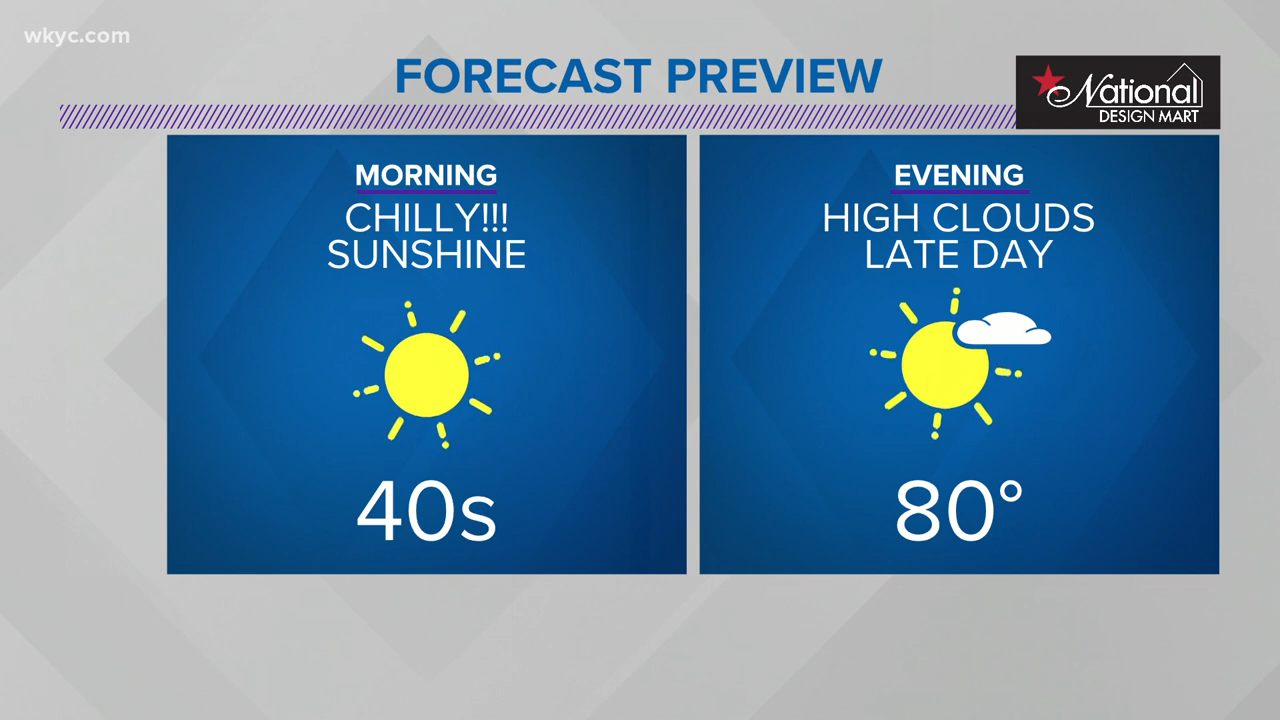 wkyc.com
FORECAST PREVIEW
National
DESIGN MART
MORNING
CHILLY!!!
SUNSHINE
40s
EVENING
HIGH CLOUDS
LATE DAY
80°